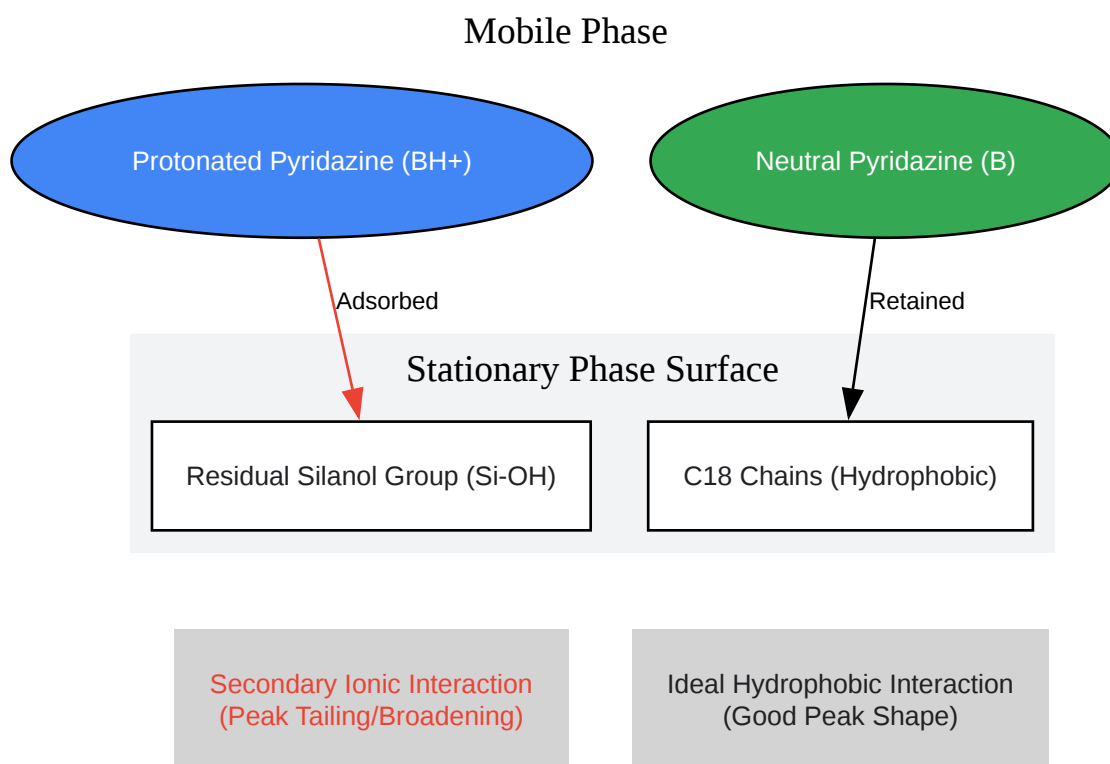 Mobile Phase
Protonated Pyridazine (BH+)
Neutral Pyridazine (B)
Adsorbed
Retained
Stationary Phase Surface
Residual Silanol Group (Si-OH)
C18 Chains (Hydrophobic)
Secondary Ionic Interaction
(Peak Tailing/Broadening)
Ideal Hydrophobic Interaction
(Good Peak Shape)